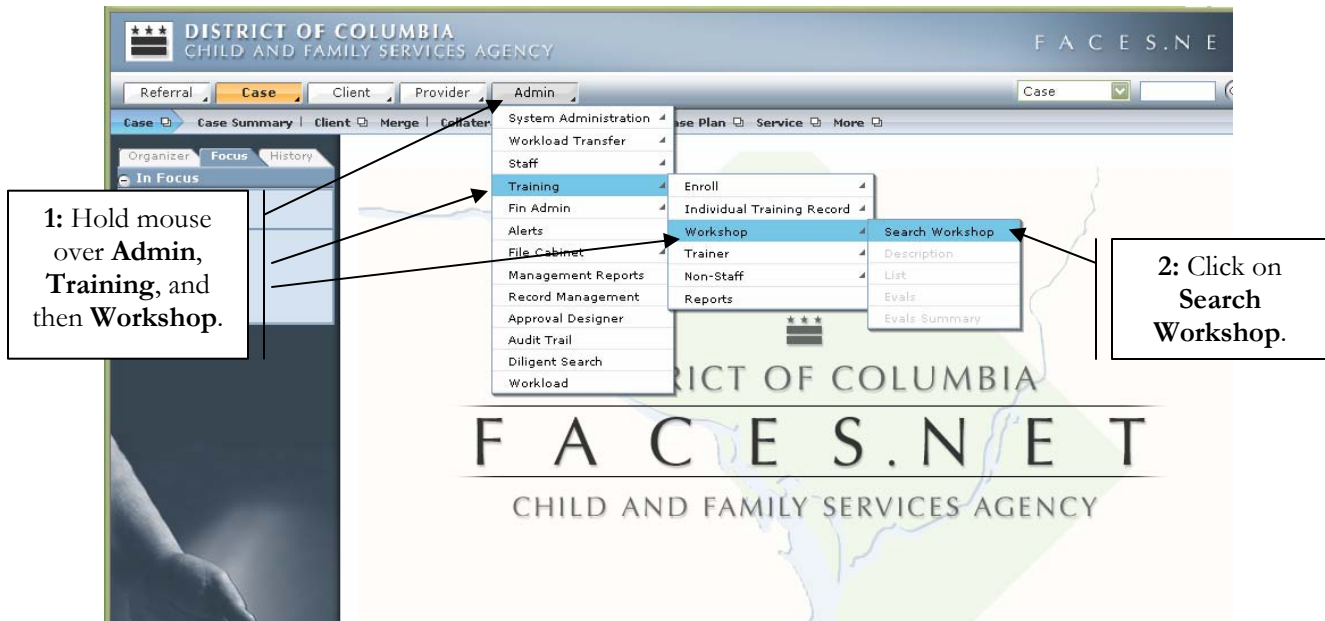 DISTRICT OF COLUMBIA
CHILD AND FAMILY SERVICES AGENCY
F A C E S . N E
Referral Case Client Provider Admin
Case
Case Case Summary | Client Merge | Collater
ase Plan Service More
Organizer Focus History
In Focus
System Administration
Workload Transfer
Staff
Training
Fin Admin
Alerts
File Cabinet
Management Reports
Record Management
Approval Designer
Audit Trail
Diligent Search
Workload
Enroll
Individual Training Record
Workshop
Trainer
Non-Staff
Reports
Search Workshop
Description
List
Evals
Evals Summary
1: Hold mouse
over Admin,
Training, and
then Workshop.
2: Click on
Search
Workshop.
RICT OF COLUMBIA
F A C E S . N E T
CHILD AND FAMILY SERVICES AGENCY